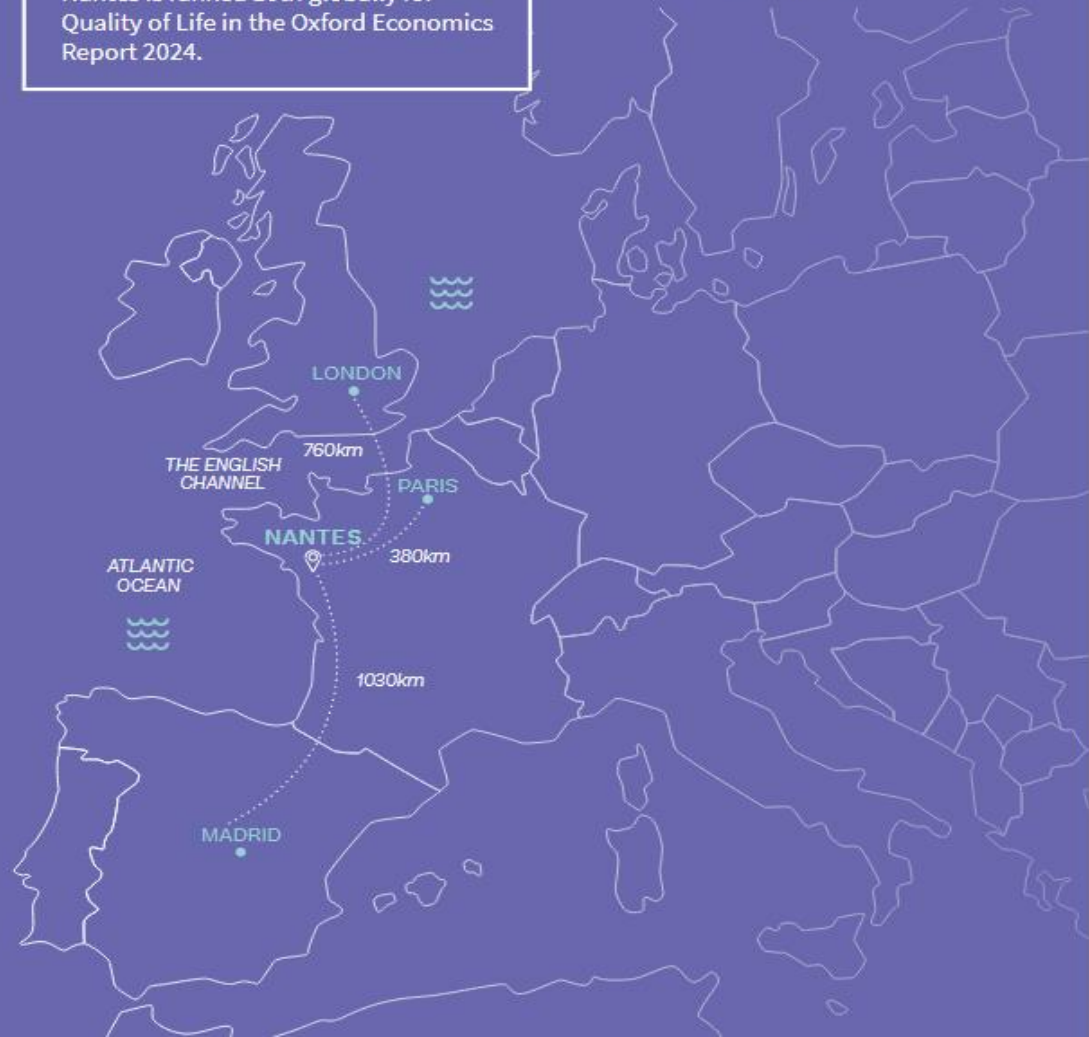 Quality of Life in the Oxford Economics
Report 2024.
LONDON
760km
THE ENGLISH
CHANNEL
PARIS
NANTES
380km
ATLANTIC
OCEAN
1030km
MADRID